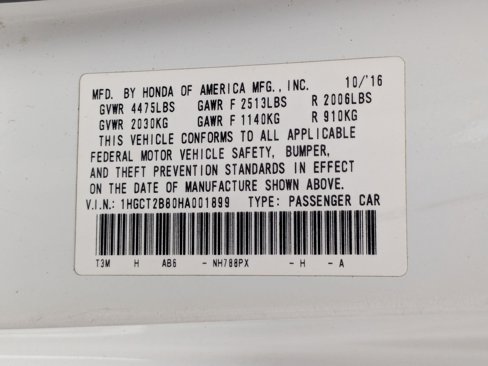 MFD. BY HONDA OF AMERICA MFG., INC. 10/'16
GVWR 4475LBS GAWR F 2513LBS R 2006LBS
GVWR 2030KG GAWR F 1140KG R 910KG
THIS VEHICLE CONFORMS TO ALL APPLICABLE
FEDERAL MOTOR VEHICLE SAFETY, BUMPER,
AND THEFT PREVENTION STANDARDS IN EFFECT
ON THE DATE OF MANUFACTURE SHOWN ABOVE.
V.I.N.: 1HGCT2B80HA001899 TYPE: PASSENGER CAR
T3M H AB6 - NH788PX - H - A